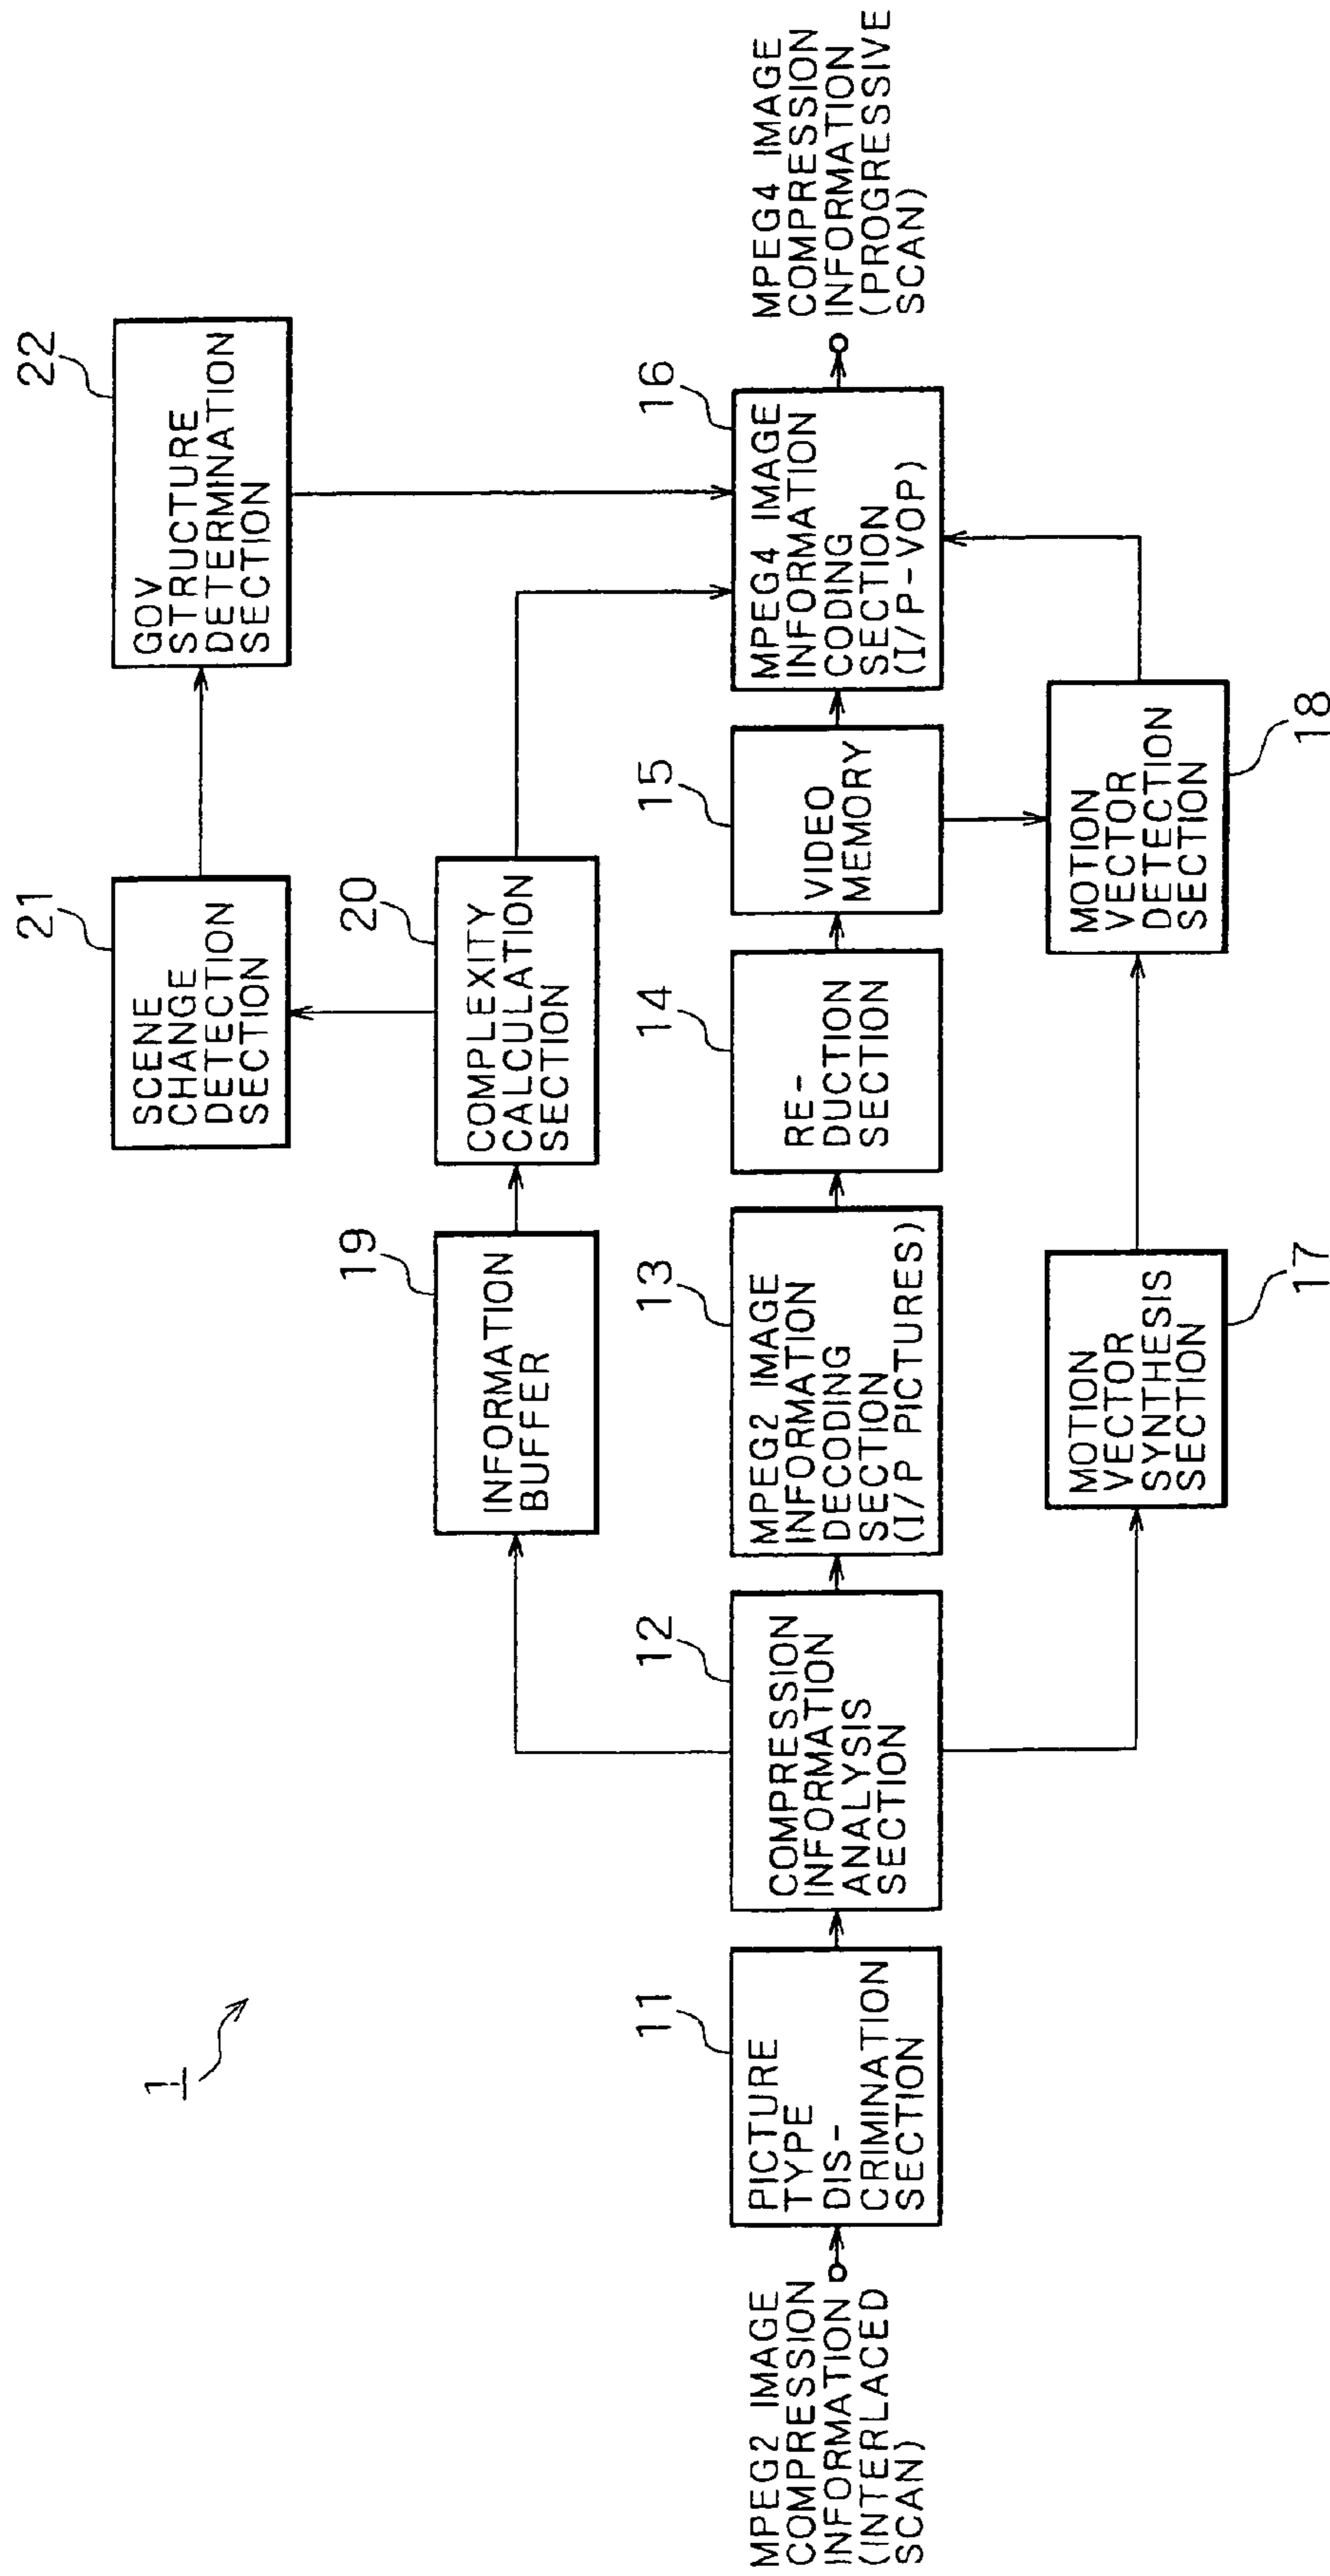 1
22
GOV
STRUCTURE
DETERMINATION
SECTION
21
SCENE
CHANGE
DETECTION
SECTION
19
INFORMATION
BUFFER
20
COMPLEXITY
CALCULATION
SECTION
MPEG2 IMAGE
COMPRESSION
INFORMATION
(INTERLACED
SCAN)
11
PICTURE
TYPE
DIS-
CRIMINATION
SECTION
12
COMPRESSION
INFORMATION
ANALYSIS
SECTION
13
MPEG2 IMAGE
INFORMATION
DECODING
SECTION
(I/P PICTURES)
14
RE-
DUCTION
SECTION
15
VIDEO
MEMORY
16
MPEG4 IMAGE
INFORMATION
CODING
SECTION
(I/P-VOP)
MPEG4 IMAGE
COMPRESSION
INFORMATION
(PROGRESSIVE
SCAN)
MOTION
VECTOR
SYNTHESIS
SECTION
17
MOTION
VECTOR
DETECTION
SECTION
18